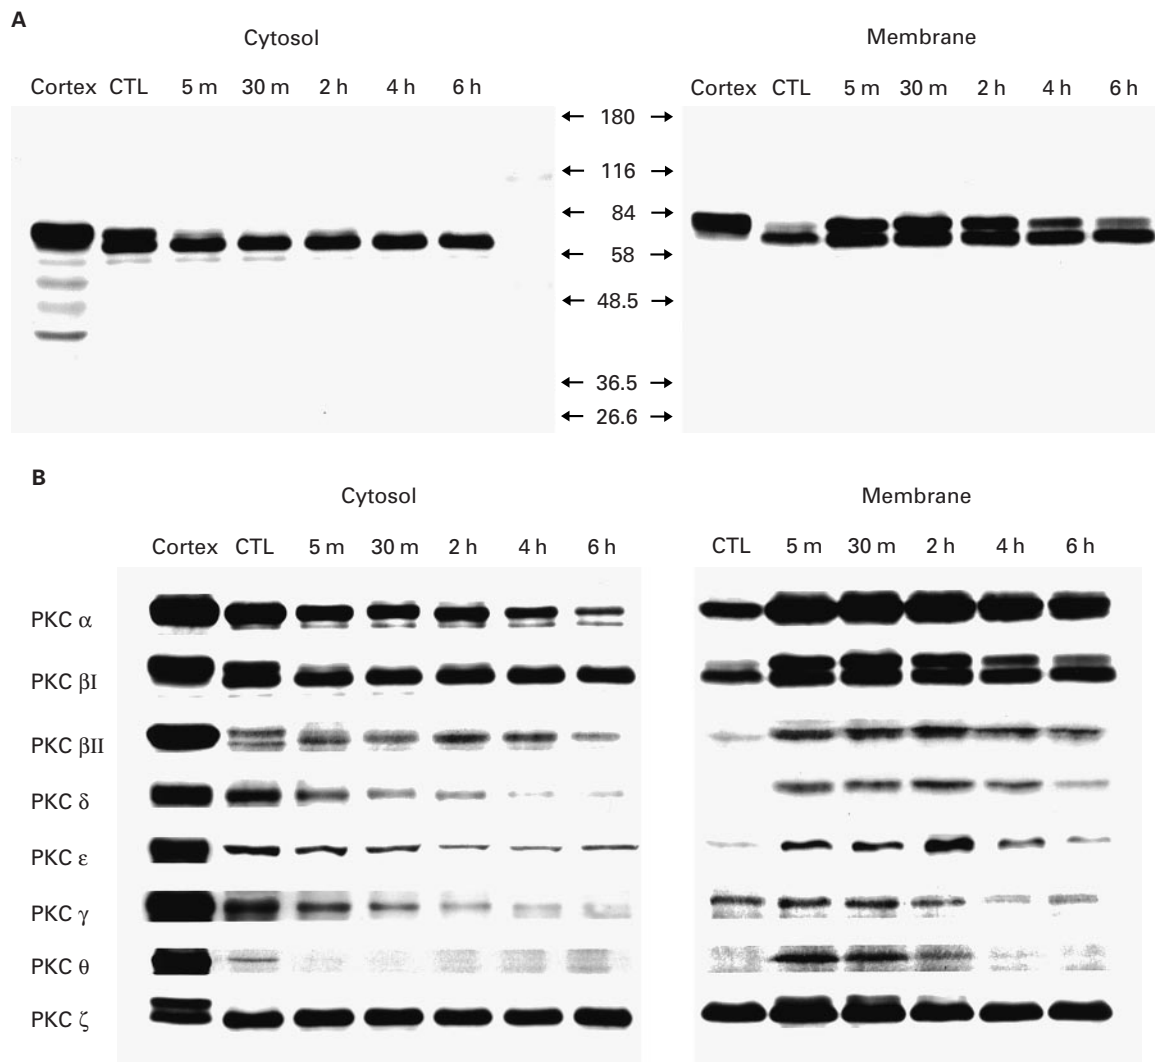 A
Cytosol
Membrane
Cortex CTL 5 m 30 m 2 h 4 h 6 h
Cortex CTL 5 m 30 m 2 h 4 h 6 h
← 180 →
← 116 →
← 84 →
← 58 →
← 48.5 →
← 36.5 →
← 26.6 →
B
Cytosol
Membrane
Cortex CTL 5 m 30 m 2 h 4 h 6 h
CTL 5 m 30 m 2 h 4 h 6 h
PKC α
PKC βI
PKC βII
PKC δ
PKC ε
PKC γ
PKC θ
PKC ζ